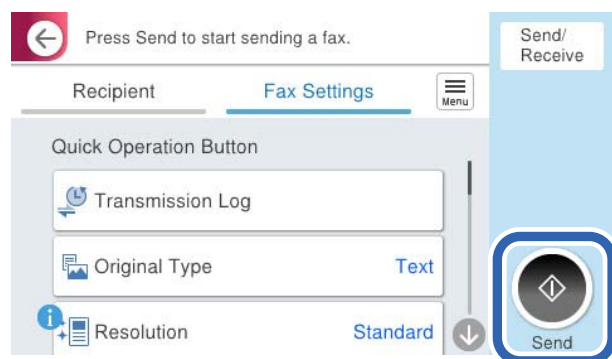 Press Send to start sending a fax.
Send/
Receive
Recipient
Fax Settings
Menu
Quick Operation Button
Transmission Log
Original Type
Text
i
Resolution
Standard
Send